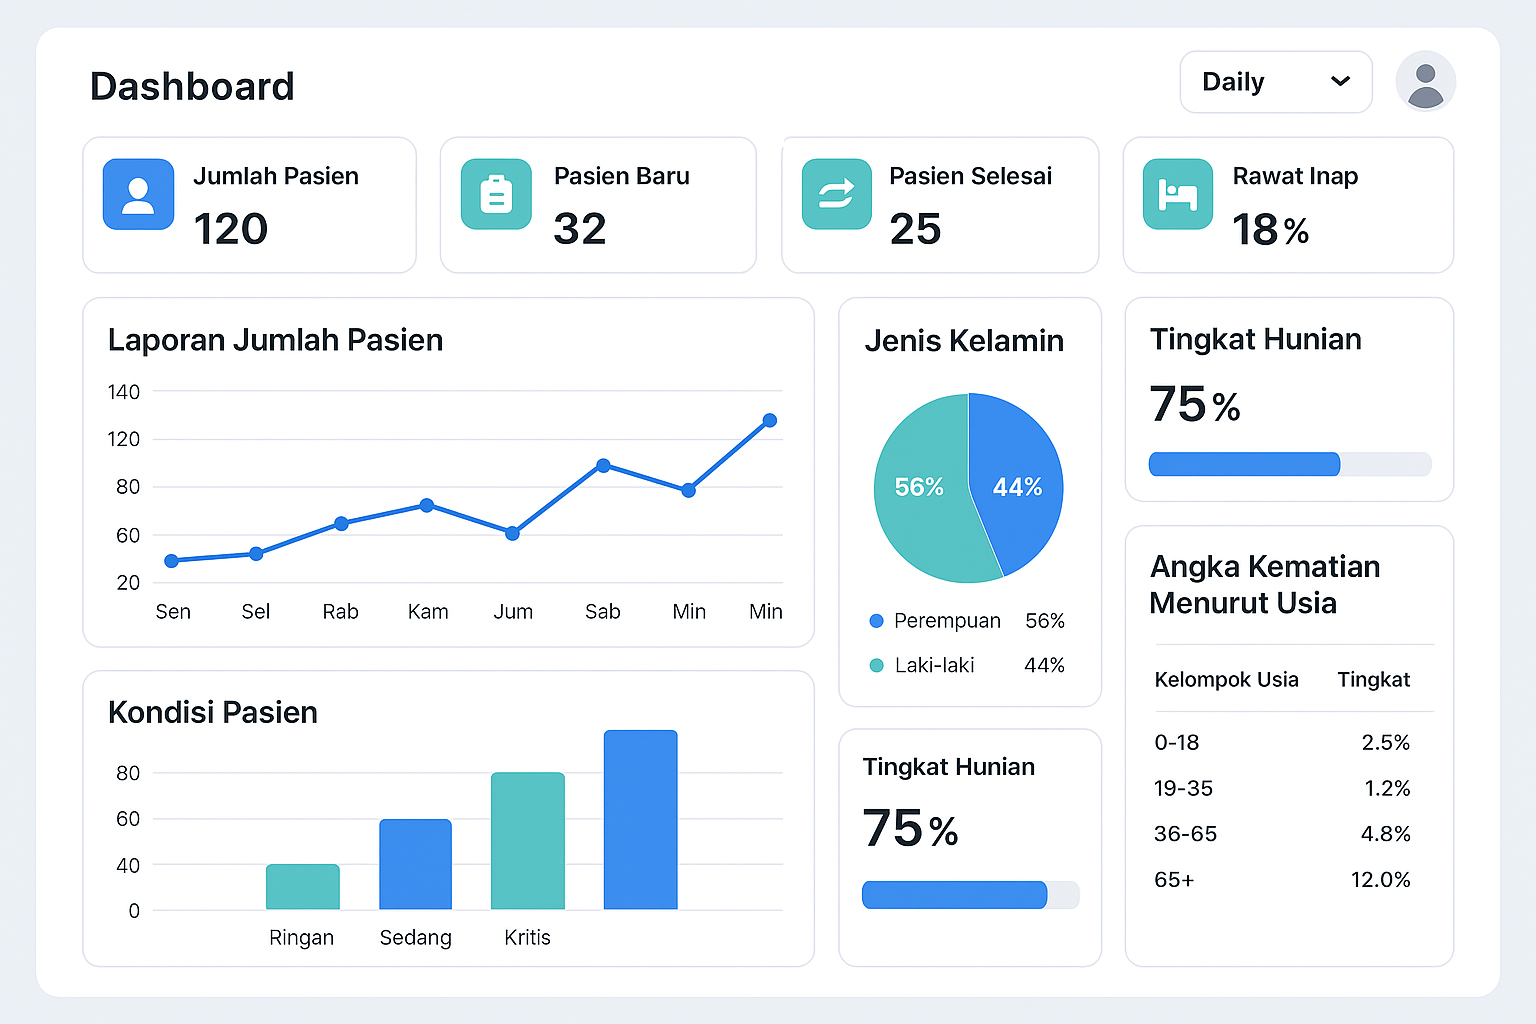 Dashboard
Daily
Jumlah Pasien
120
Pasien Baru
32
Pasien Selesai
25
Rawat Inap
18%
Laporan Jumlah Pasien
140
120
80
60
20
Sen Sel Rab Kam Jum Sab Min Min
Jenis Kelamin
56% 44%
Perempuan 56%
Laki-laki 44%
Tingkat Hunian
75%
Kondisi Pasien
80
60
40
0
Ringan Sedang Kritis
Tingkat Hunian
75%
Angka Kematian
Menurut Usia
Kelompok Usia Tingkat
0-18 2.5%
19-35 1.2%
36-65 4.8%
65+ 12.0%